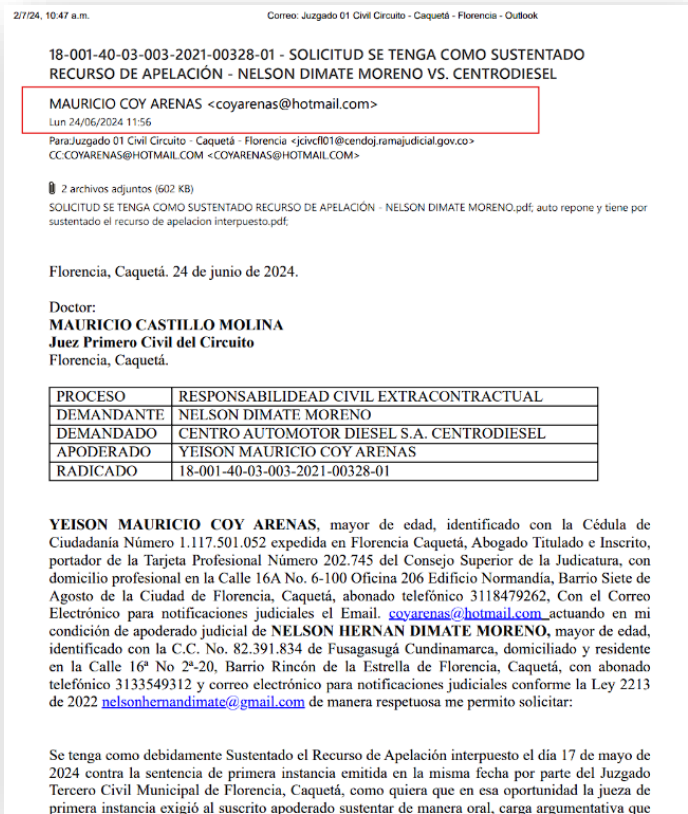 2/7/24, 10:47 a.m. Correo: Juzgado 01 Civil Circuito - Caquetá - Florencia - Outlook
18-001-40-03-003-2021-00328-01 - SOLICITUD SE TENGA COMO SUSTENTADO
RECURSO DE APELACIÓN - NELSON DIMATE MORENO VS. CENTRODIESEL
MAURICIO COY ARENAS <coyarenas@hotmail.com>
Lun 24/06/2024 11:56
Para:Juzgado 01 Civil Circuito - Caquetá - Florencia <jcivcfl01@cendoj.ramajudicial.gov.co>
CC:COYARENAS@HOTMAIL.COM <COYARENAS@HOTMAIL.COM>
2 archivos adjuntos (602 KB)
SOLICITUD SE TENGA COMO SUSTENTADO RECURSO DE APELACIÓN - NELSON DIMATE MORENO.pdf; auto repone y tiene por
sustentado el recurso de apelacion interpuesto.pdf;
Florencia, Caquetá. 24 de junio de 2024.
Doctor:
MAURICIO CASTILLO MOLINA
Juez Primero Civil del Circuito
Florencia, Caquetá.
PROCESO RESPONSABILIDEAD CIVIL EXTRACONTRACTUAL
DEMANDANTE NELSON DIMATE MORENO
DEMANDADO CENTRO AUTOMOTOR DIESEL S.A. CENTRODIESEL
APODERADO YEISON MAURICIO COY ARENAS
RADICADO 18-001-40-03-003-2021-00328-01
YEISON MAURICIO COY ARENAS, mayor de edad, identificado con la Cédula de
Ciudadanía Número 1.117.501.052 expedida en Florencia Caquetá, Abogado Titulado e Inscrito,
portador de la Tarjeta Profesional Número 202.745 del Consejo Superior de la Judicatura, con
domicilio profesional en la Calle 16A No. 6-100 Oficina 206 Edificio Normandía, Barrio Siete de
Agosto de la Ciudad de Florencia, Caquetá, abonado telefónico 3118479262, Con el Correo
Electrónico para notificaciones judiciales el Email. coyarenas@hotmail.com actuando en mi
condición de apoderado judicial de NELSON HERNAN DIMATE MORENO, mayor de edad,
identificado con la C.C. No. 82.391.834 de Fusagasugá Cundinamarca, domiciliado y residente
en la Calle 16ª No 2ª-20, Barrio Rincón de la Estrella de Florencia, Caquetá, con abonado
telefónico 3133549312 y correo electrónico para notificaciones judiciales conforme la Ley 2213
de 2022 nelsonhernandimate@gmail.com de manera respetuosa me permito solicitar:
Se tenga como debidamente Sustentado el Recurso de Apelación interpuesto el día 17 de mayo de
2024 contra la sentencia de primera instancia emitida en la misma fecha por parte del Juzgado
Tercero Civil Municipal de Florencia, Caquetá, como quiera que en esa oportunidad la jueza de
primera instancia exigió al suscrito apoderado sustentar de manera oral, carga argumentativa que